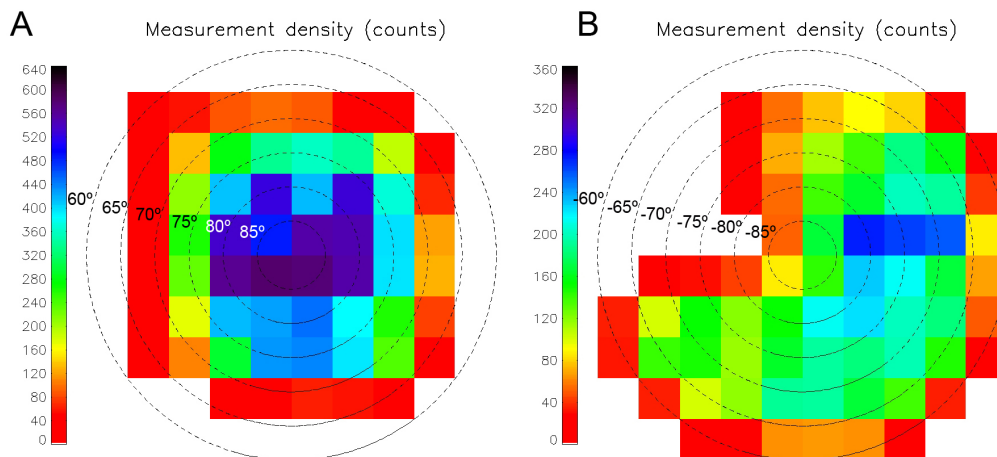 A
Measurement density (counts)
640
600
560
520
480
440
400
360
320
280
240
200
160
120
80
40
0
60º
65º
70º
75º
80º
85º
B
Measurement density (counts)
360
320
280
240
200
160
120
80
40
0
-60º
-65º
-70º
-75º
-80º
-85º